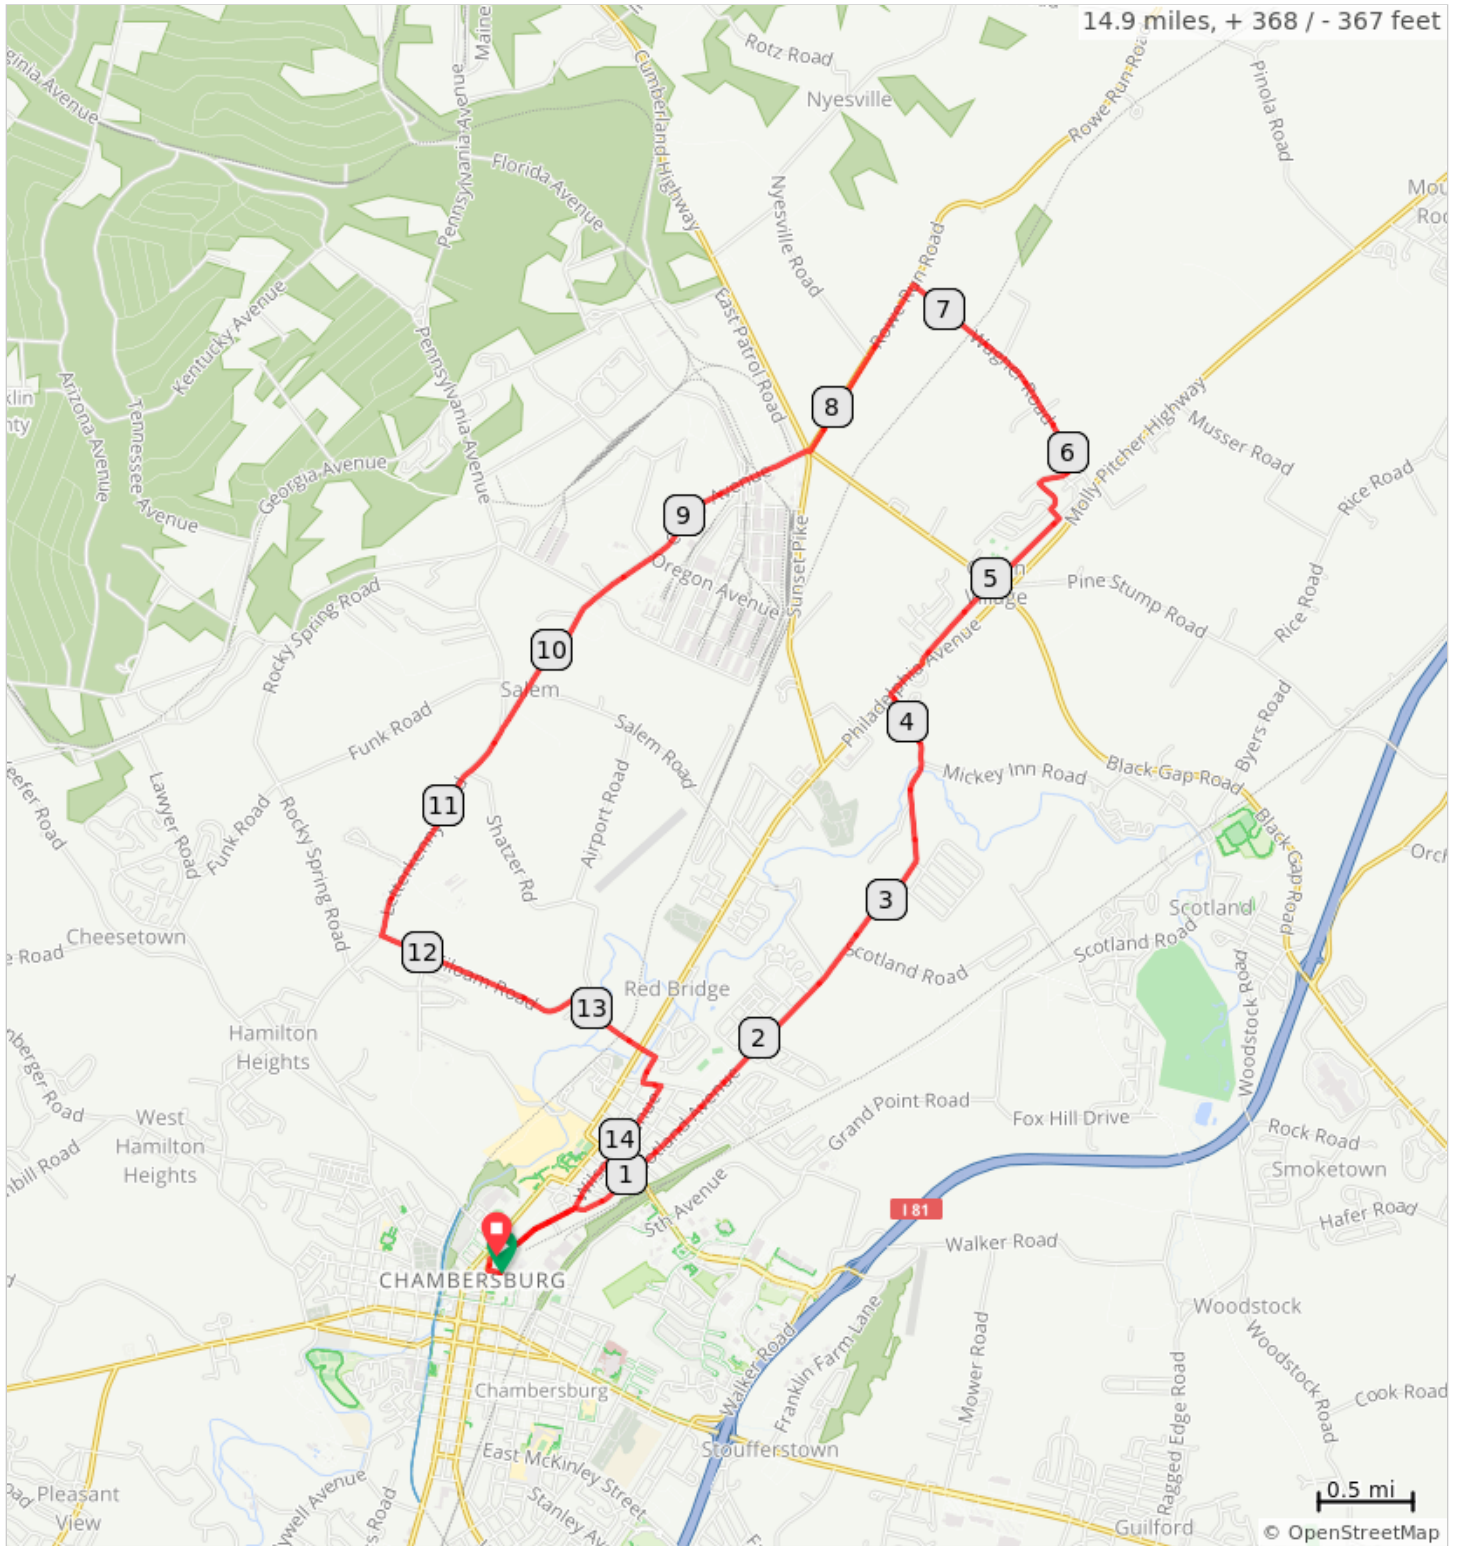 14.9 miles, + 368 / - 367 feet
Maine
Rotz Road
Nyesville
Pinola Road
Rowe Run Road
Cumberland Highway
Pennsylvania Avenue
Florida Avenue
Nyesville Road
Rowe Run Road
East Patrol Road
7
Kentucky Avenue
Pennsylvania Avenue
Wagner Road
8
Arizona Avenue
Tennessee Avenue
Georgia Avenue
6
Molly Pitcher Highway
Musser Road
Rice Road
Avenue
9
Sunset Pike
Oregon Avenue
5
Village
Pine Stump Road
Rice Road
Rocky Spring Road
10
Salem
Philadelphia Avenue
4
Funk Road
Salem Road
Byers Road
Mickey Inn Road
Black Gap Road
Lawyer Road
Funk Road
Rocky Spring Road
11
Shatzer Rd
Airport Road
Black Gap Road
3
Scotland
Cheesetown
12
Scotland Road
Scotland Road
Red Bridge
13
2
Woodstock Road
Hamilton
Heights
West
Hamilton
Heights
Grand Point Road
Fox Hill Drive
Rock Road
Smoketown
14
1
5th Avenue
I 81
Hafer Road
Walker Road
CHAMBERSBURG
Woodstock
Woodstock Road
Mower Road
Franklin Farm Lane
Walker Road
Ragged Edge Road
Cook Road
Chambersburg
Stoufferstown
East McKinley Street
Pleasant
View
0.5 mi
Guilford
© OpenStreetMap